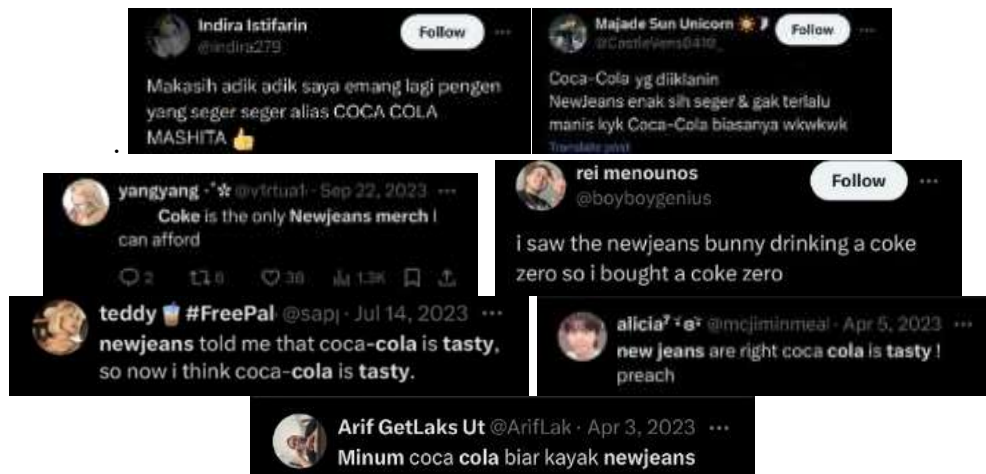 Indira Istifarin
@indira279
Follow
Makasih adik adik saya emang lagi pengen
yang seger seger alias COCA COLA
MASHITA 👍
Majade Sun Unicorn ☀️
Follow
Coca-Cola yg diiklanin
NewJeans enak sih seger & gak terlalu
manis kyk Coca-Cola biasanya wkwkwk
Translate post
yangyang
@v1rtua1 · Sep 22, 2023
Coke is the only Newjeans merch I
can afford
2 6 36 1.3K
rei menounos
@boyboygenius
Follow
i saw the newjeans bunny drinking a coke
zero so i bought a coke zero
teddy 🧋 #FreePal @sapj · Jul 14, 2023
newjeans told me that coca-cola is tasty,
so now i think coca-cola is tasty.
alicia⁷ @mcjiminmeal · Apr 5, 2023
new jeans are right coca cola is tasty !
preach
Arif GetLaks Ut @ArifLak · Apr 3, 2023
Minum coca cola biar kayak newjeans